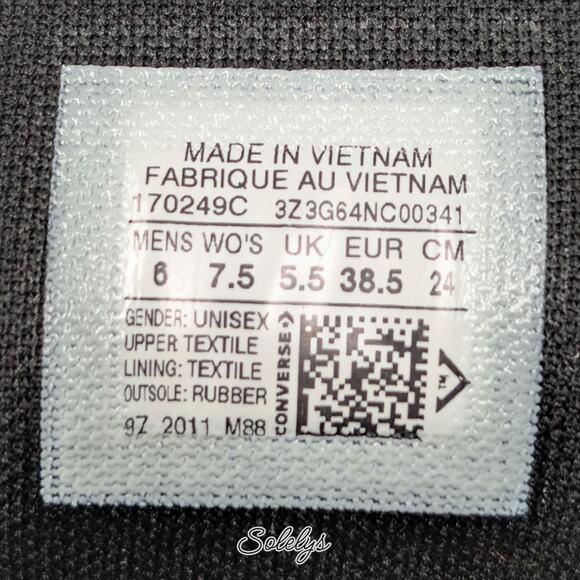 MADE IN VIETNAM
FABRIQUE AU VIETNAM
170249C 3Z3G64NC00341
MENS WO'S UK EUR CM
6 7.5 5.5 38.5 24
GENDER: UNISEX
UPPER TEXTILE
LINING: TEXTILE
OUTSOLE: RUBBER
9Z 2011 M88
CONVERSE
TM
Solelys